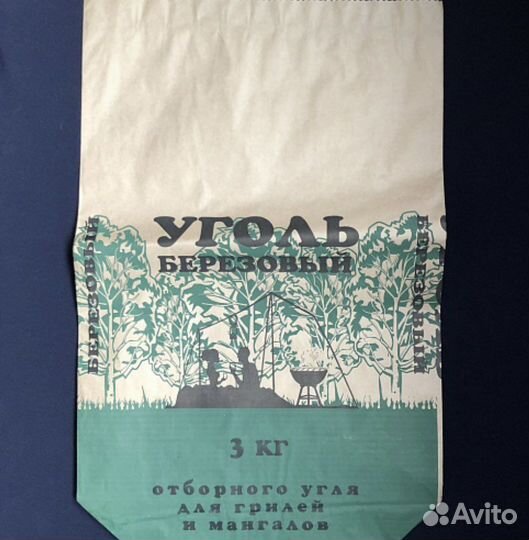 УГОЛЬ
БЕРЕЗОВЫЙ
БЕРЕЗОВЫЙ
БЕРЕЗОВЫЙ
3 КГ
отборного угля
для грилей
и мангалов
Avito